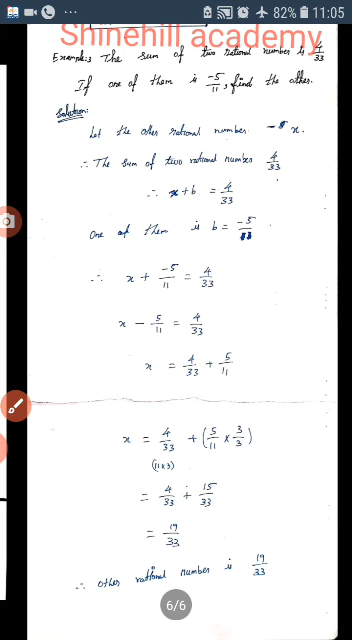 82% 11:05
Shinehill academy
Example:3 The sum of two rational number is 4/33
If one of them is -5/11, find the other.
Solution:
Let the other rational number - x.
∴ The sum of two rational number 4/33
∴ x + b = 4/33
One of them is b = -5/11
∴ x + -5/11 = 4/33
x - 5/11 = 4/33
x = 4/33 + 5/11
x = 4/33 + (5/11 × 3/3)
(11×3)
= 4/33 + 15/33
= 19/33
∴ other rational number is 19/33
6/6